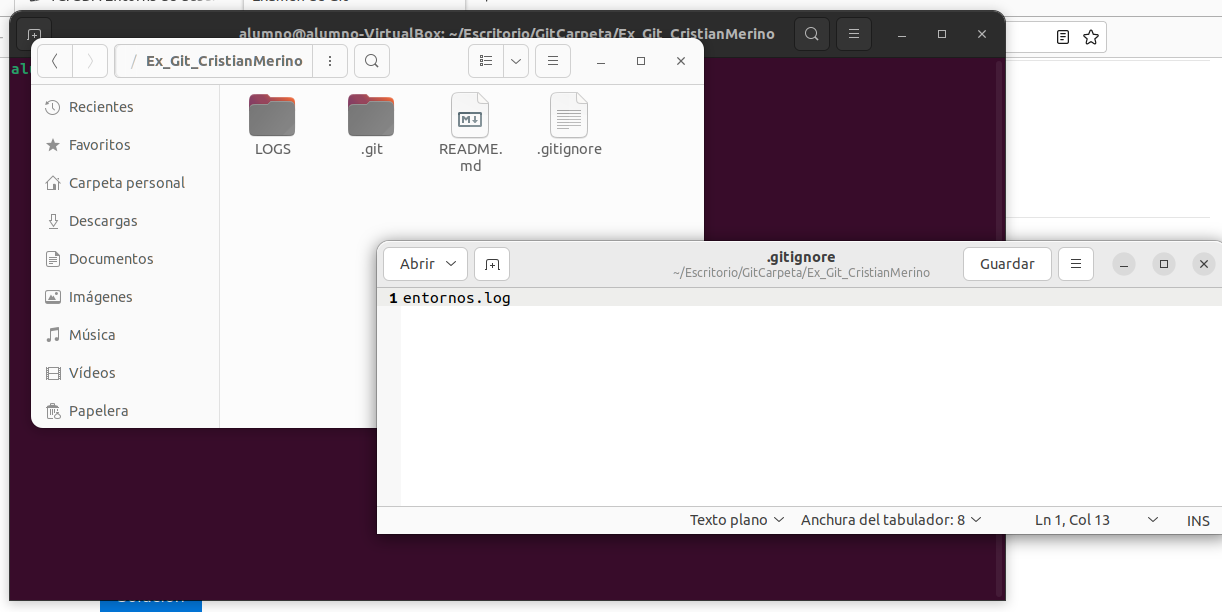 alumno@alumno-VirtualBox: ~/Escritorio/GitCarpeta/Ex_Git_CristianMerino
/ Ex_Git_CristianMerino
Recientes
Favoritos
Carpeta personal
Descargas
Documentos
Imágenes
Música
Vídeos
Papelera
LOGS
.git
README.
md
.gitignore
Abrir
.gitignore
~/Escritorio/GitCarpeta/Ex_Git_CristianMerino
Guardar
1 entornos.log
Texto plano
Anchura del tabulador: 8
Ln 1, Col 13
INS